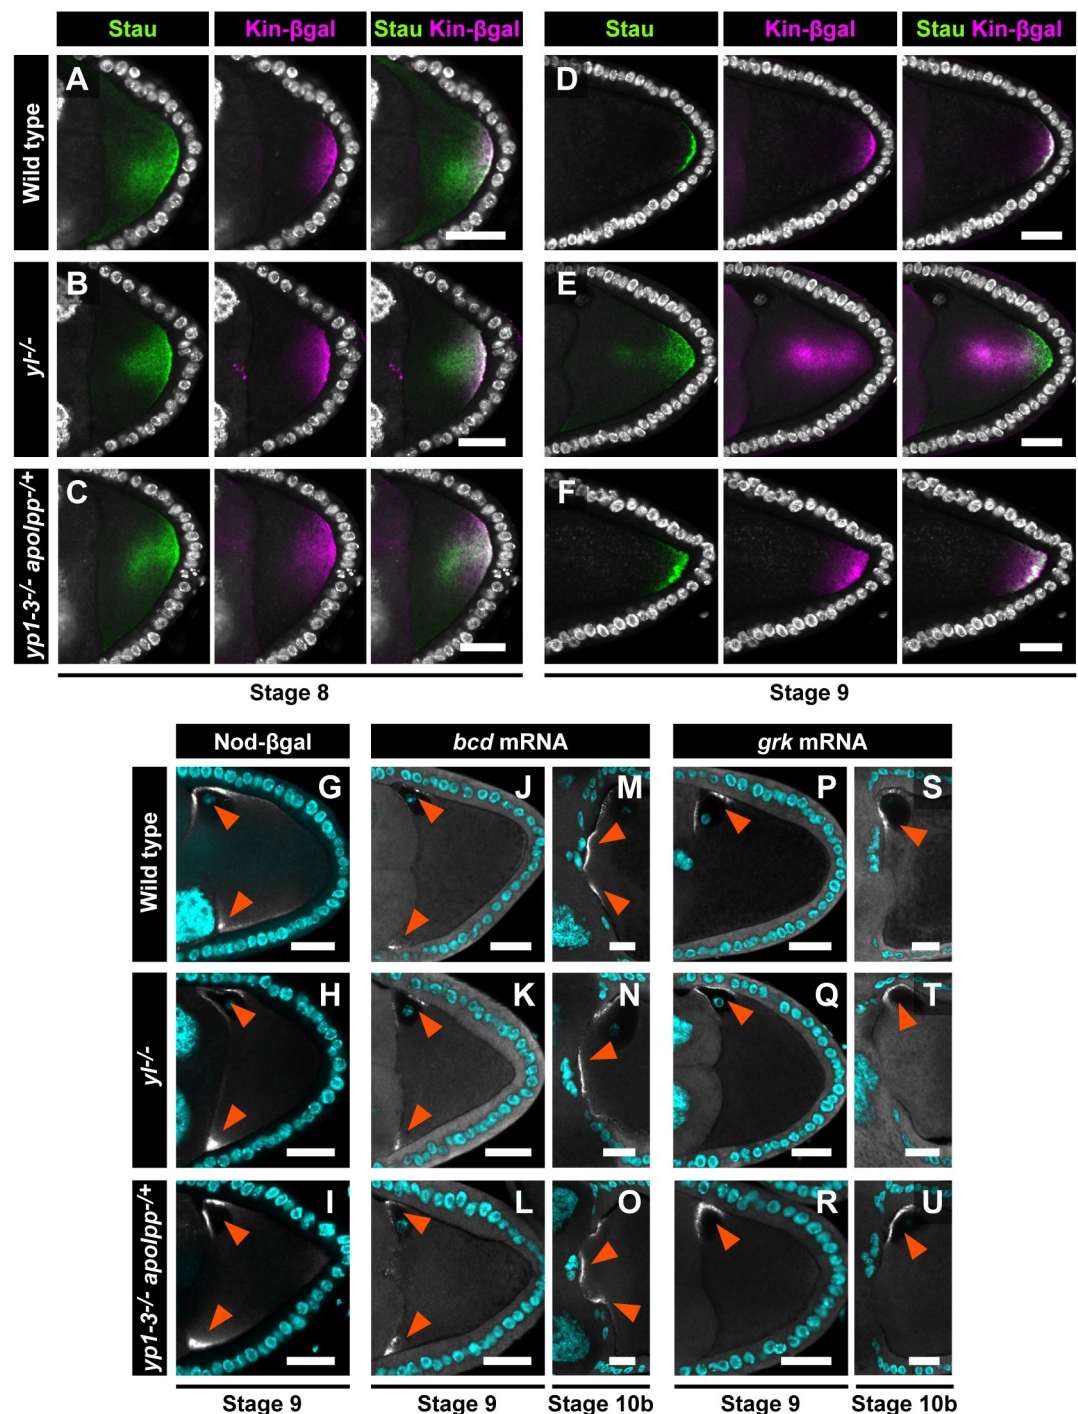 Stau Kin-βgal Stau Kin-βgal Stau Kin-βgal Stau Kin-βgal
Wild type
A
D
yl-/-
B
E
yp1-3-/- apolpp-/+
C
F
Stage 8 Stage 9
Nod-βgal bcd mRNA grk mRNA
Wild type
G J M P S
yl-/-
H K N Q T
yp1-3-/- apolpp-/+
I L O R U
Stage 9 Stage 9 Stage 10b Stage 9 Stage 10b